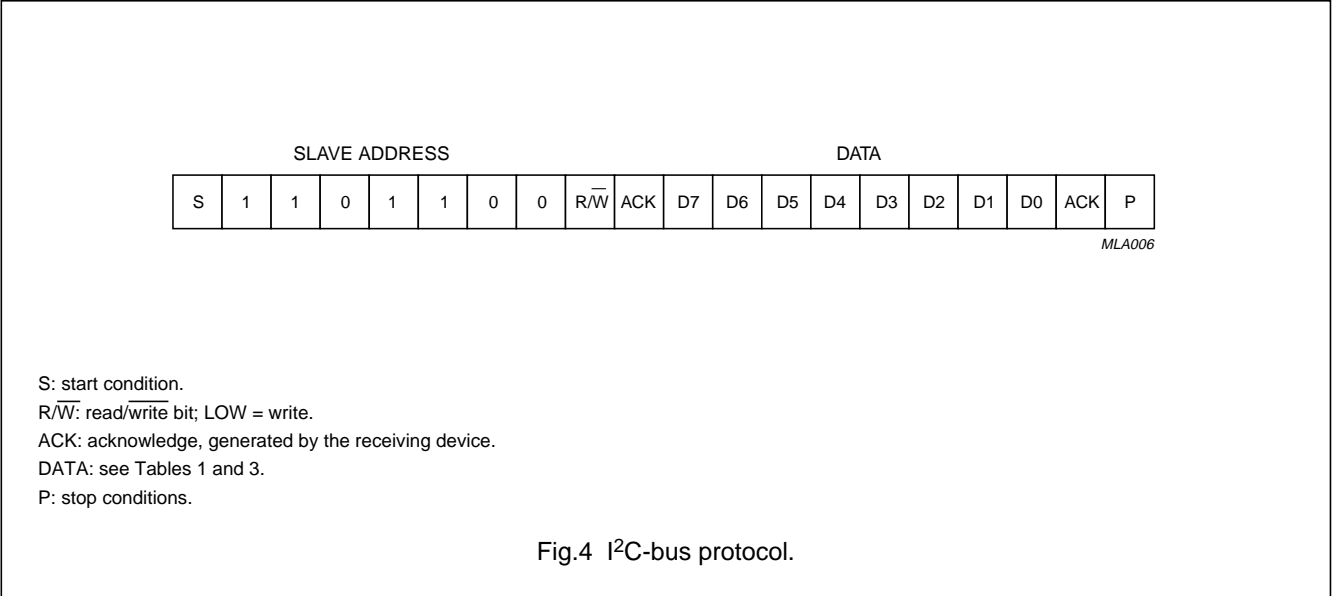 SLAVE ADDRESS DATA
S 1 1 0 1 1 0 0 R/W̅ ACK D7 D6 D5 D4 D3 D2 D1 D0 ACK P
MLA006
S: start condition.
R/W̅: read/w̅r̅i̅t̅e̅ bit; LOW = write.
ACK: acknowledge, generated by the receiving device.
DATA: see Tables 1 and 3.
P: stop conditions.
Fig.4 I²C-bus protocol.